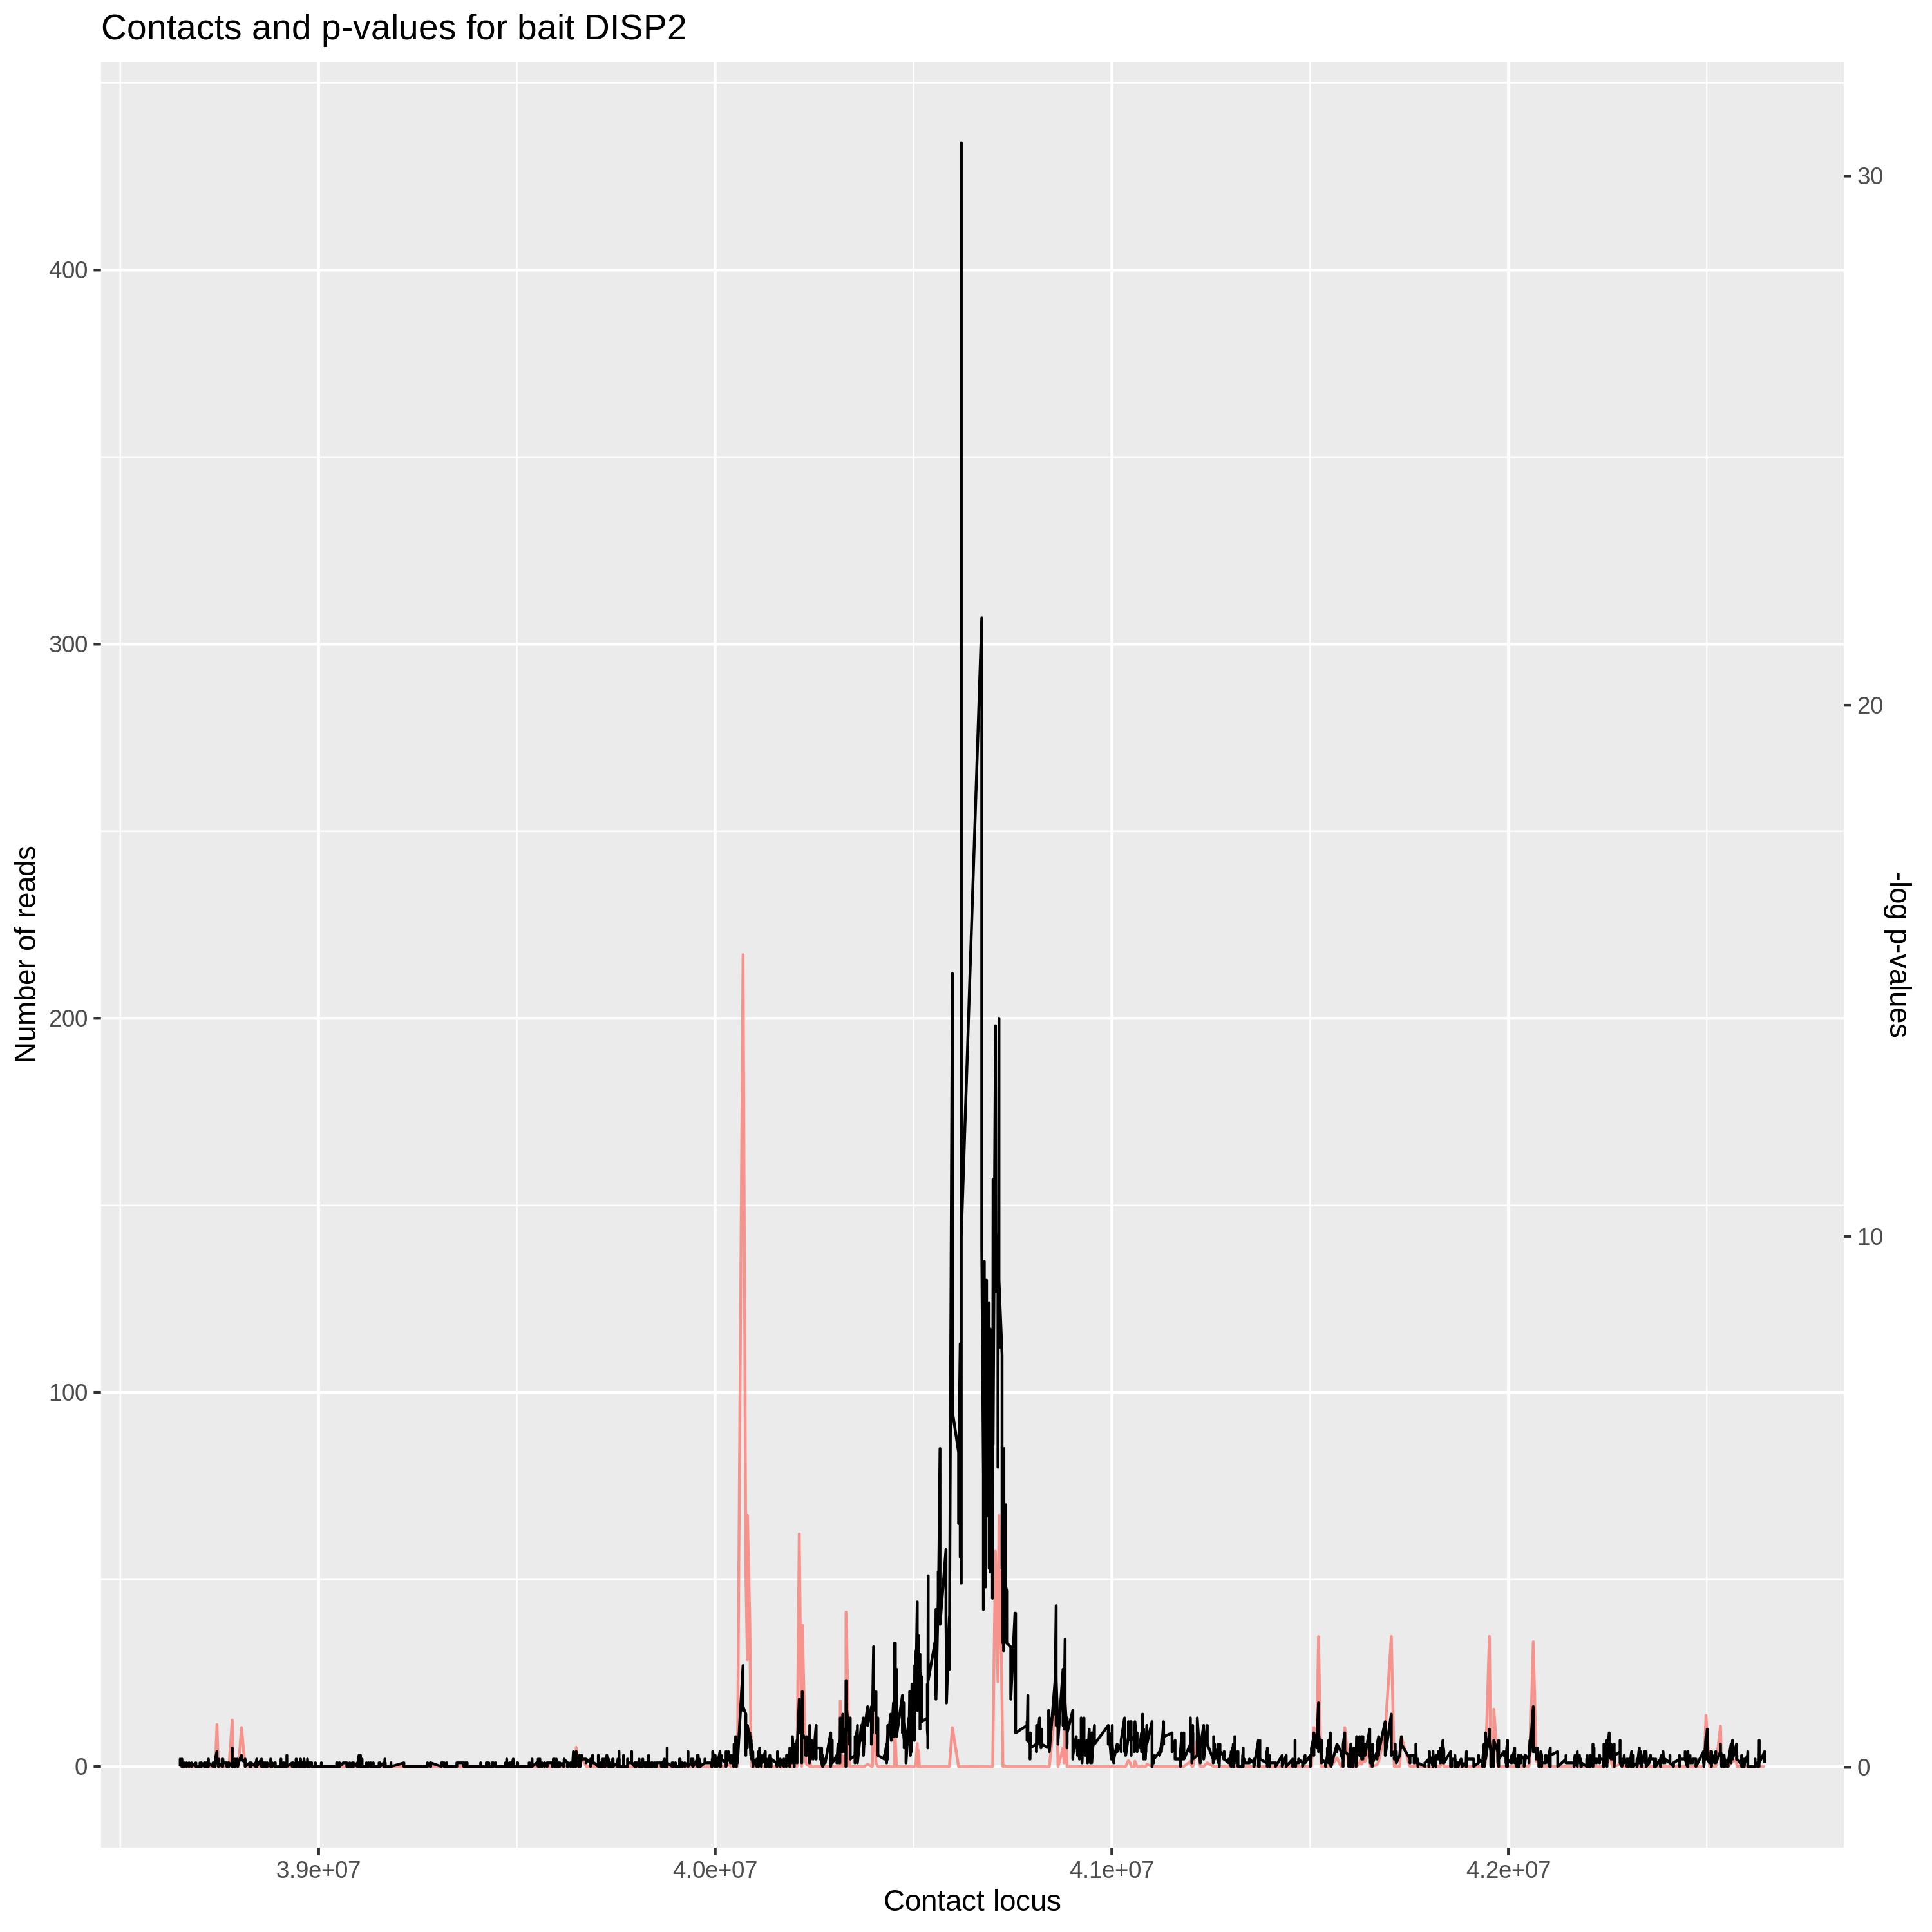 Contacts and p-values for bait DISP2
Number of reads
400
300
200
100
0
30
20
10
0
-log p-values
3.9e+07
4.0e+07
4.1e+07
4.2e+07
Contact locus